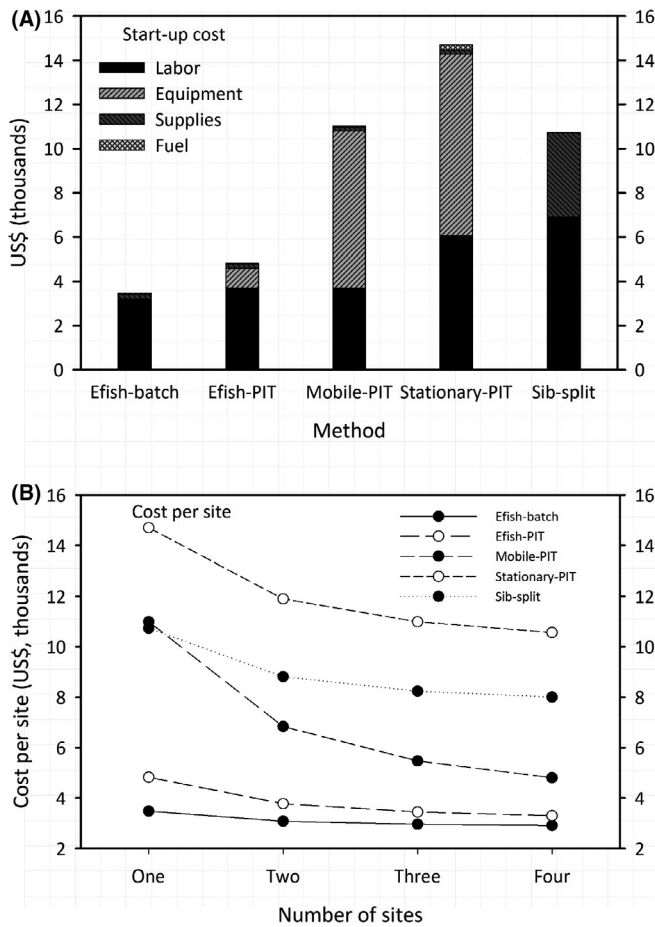 (A)
16
14
12
10
8
6
4
2
0
US$ (thousands)
Start-up cost
Labor
Equipment
Supplies
Fuel
16
14
12
10
8
6
4
2
0
Efish-batch Efish-PIT Mobile-PIT Stationary-PIT Sib-split
Method
(B)
16
14
12
10
8
6
4
2
Cost per site (US$, thousands)
Cost per site
Efish-batch
Efish-PIT
Mobile-PIT
Stationary-PIT
Sib-split
16
14
12
10
8
6
4
2
One Two Three Four
Number of sites